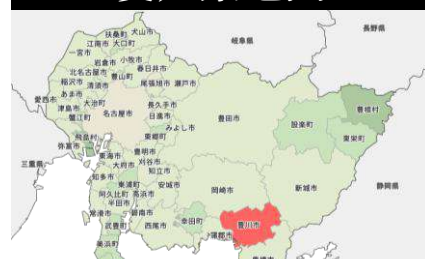 長野県
岐阜県
扶桑町 犬山市
江南市 大口町
一宮市
岩倉市 小牧市
北名古屋市 春日井市
稲沢市 豊山町
清須市 尾張旭市 瀬戸市
あま市
愛西市
津島市 大治町
名古屋市
長久手市
蟹江町
日進市
みよし市
豊田市
設楽町
豊根村
東栄町
飛島村
弥富市
東郷町
三重県
東海市
豊明市
大府市
刈谷市
知立市
知多市
静岡県
東浦町
安城市
岡崎市
新城市
阿久比町 高浜市
半田市
常滑市
碧南市
武豊町
西尾市
幸田町
豊川市
蒲郡市
美浜町